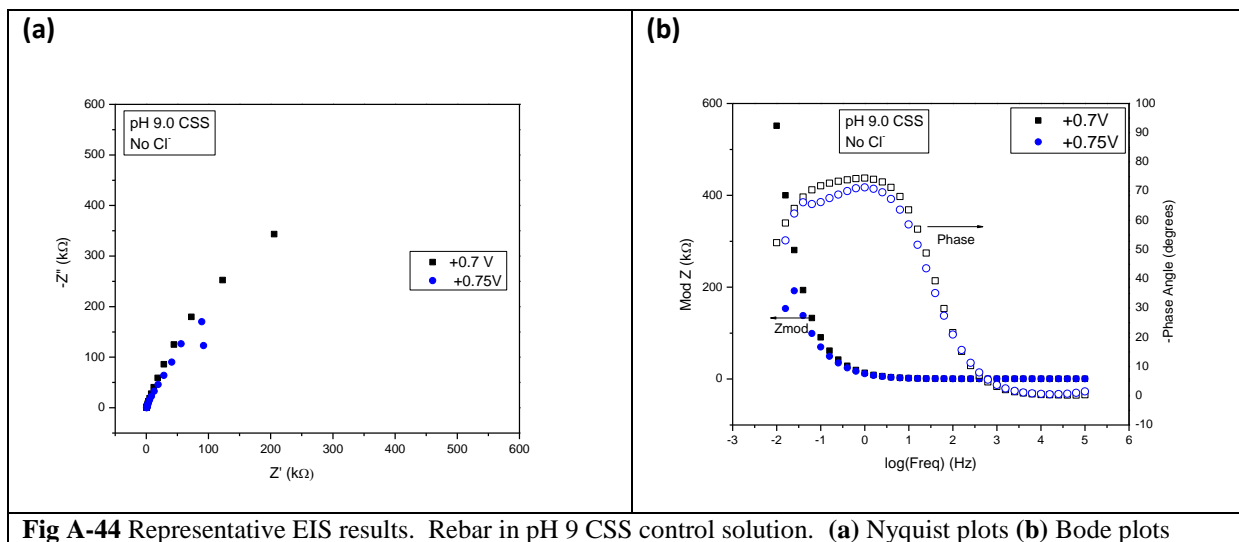 (a)
600
500
400
300
200
100
0
-Z" (kΩ)
pH 9.0 CSS
No Cl⁻
+0.7 V
+0.75V
0 100 200 300 400 500 600
Z' (kΩ)
(b)
600
400
200
0
Mod Z (kΩ)
pH 9.0 CSS
No Cl⁻
+0.7V
+0.75V
Phase
Zmod
100
90
80
70
60
50
40
30
20
10
0
-10
-Phase Angle (degrees)
-3 -2 -1 0 1 2 3 4 5 6
log(Freq) (Hz)
Fig A-44 Representative EIS results. Rebar in pH 9 CSS control solution. (a) Nyquist plots (b) Bode plots